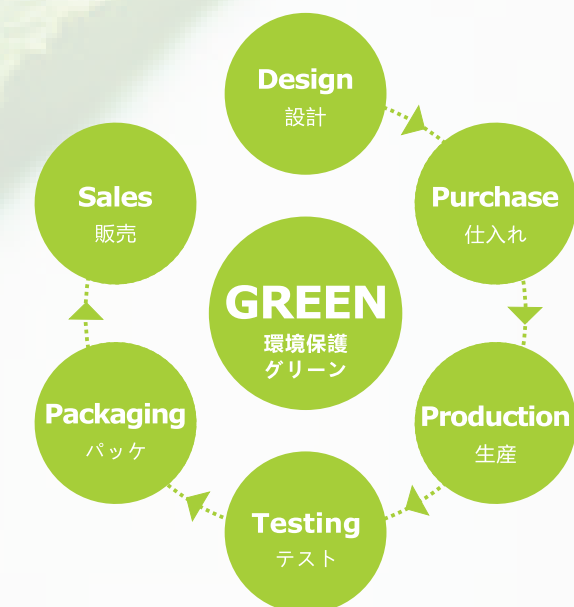 Design
設計
Purchase
仕入れ
Production
生産
Testing
テスト
Packaging
パッケ
Sales
販売
GREEN
環境保護
グリーン